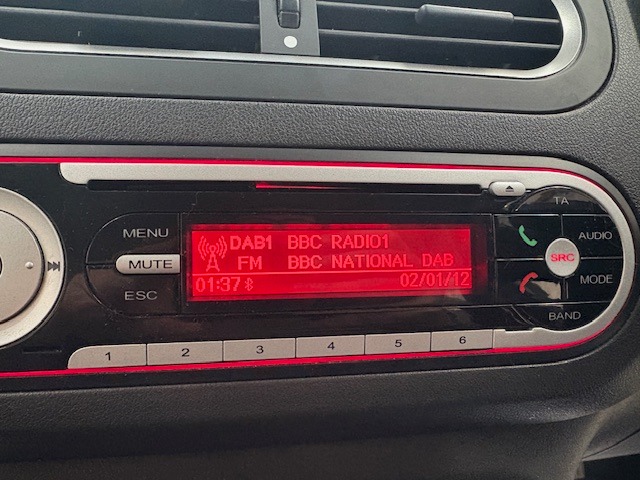 TA
MENU
MUTE
ESC
DAB1 BBC RADIO1
FM BBC NATIONAL DAB
01:37 02/01/12
AUDIO
SRC
MODE
BAND
1 2 3 4 5 6